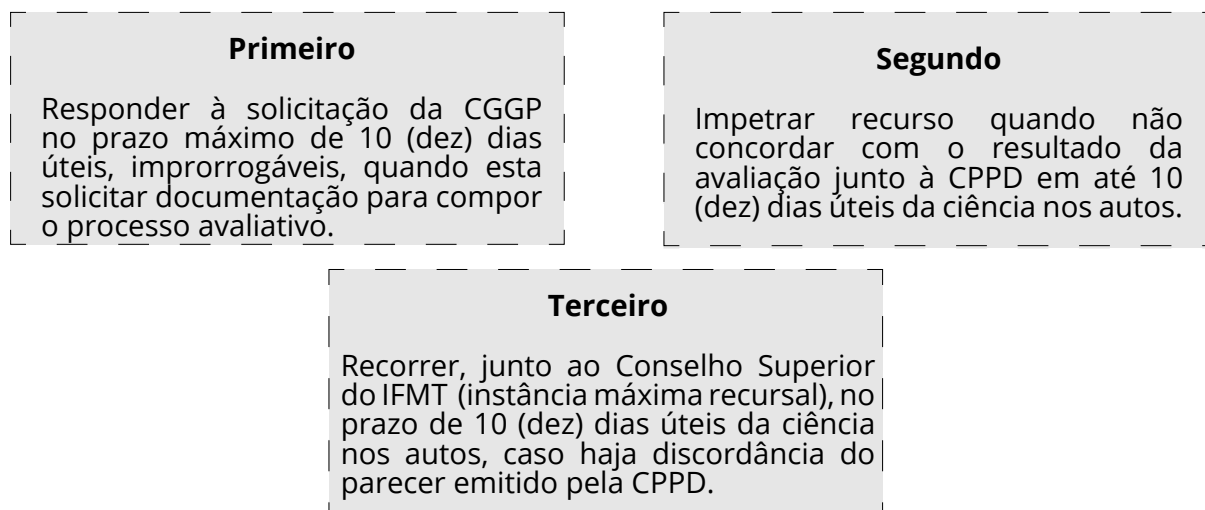 Primeiro
Responder à solicitação da CGGP
no prazo máximo de 10 (dez) dias
úteis, improrrogáveis, quando esta
solicitar documentação para compor
o processo avaliativo.
Segundo
Impetrar recurso quando não
concordar com o resultado da
avaliação junto à CPPD em até 10
(dez) dias úteis da ciência nos autos.
Terceiro
Recorrer, junto ao Conselho Superior
do IFMT (instância máxima recursal), no
prazo de 10 (dez) dias úteis da ciência
nos autos, caso haja discordância do
parecer emitido pela CPPD.